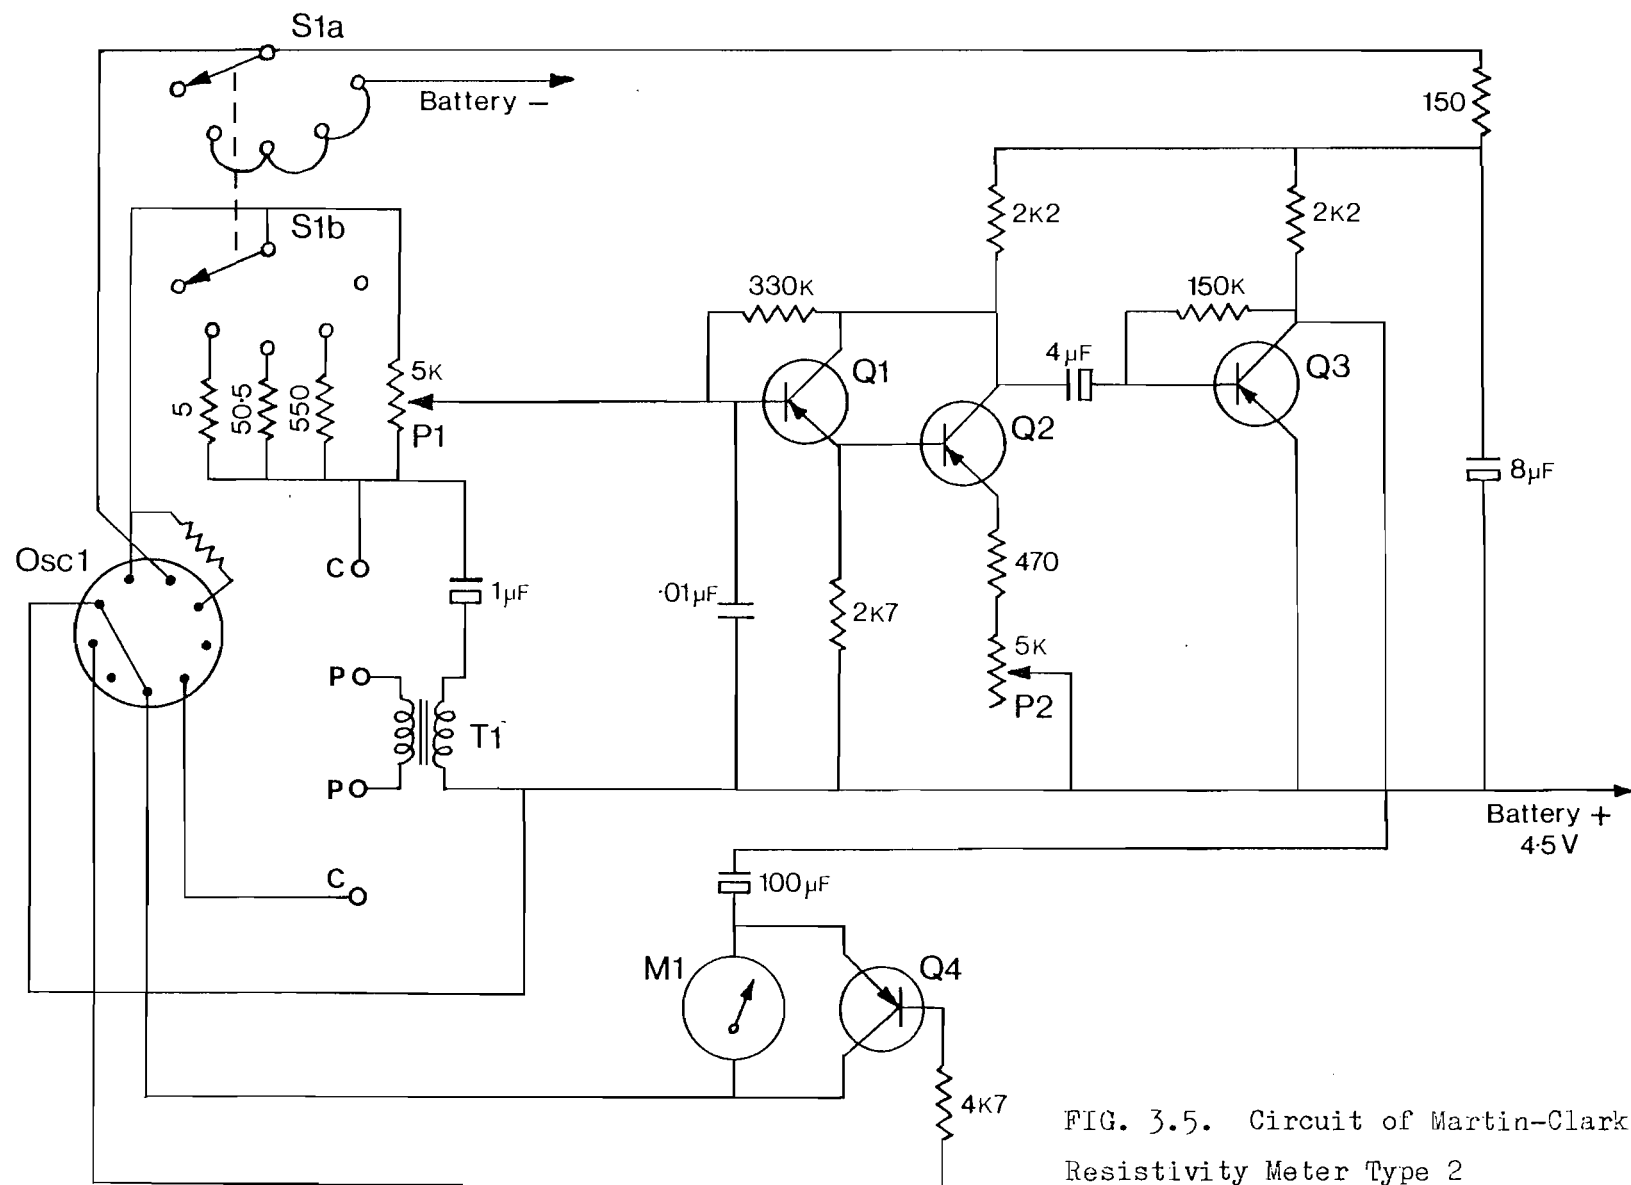 S1a
Battery –
150
S1b
2K2
2K2
330K
150K
5K
P1
5
50·5
550
Q1
4µF
Q3
Q2
8µF
Osc1
C
1µF
·01µF
2K7
470
P
5K
P2
T1
P
Battery +
4·5V
C
100µF
M1
Q4
4K7
FIG. 3.5. Circuit of Martin-Clark
Resistivity Meter Type 2